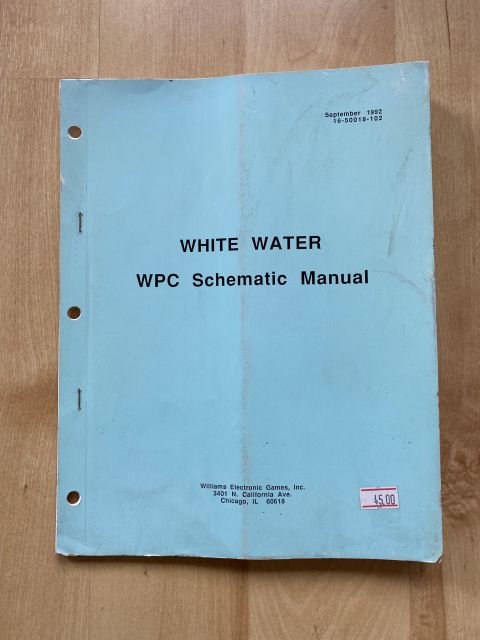 September 1992
16-50018-102
WHITE WATER
WPC Schematic Manual
Williams Electronic Games, Inc.
3401 N. California Ave.
Chicago, IL 60618
45.00